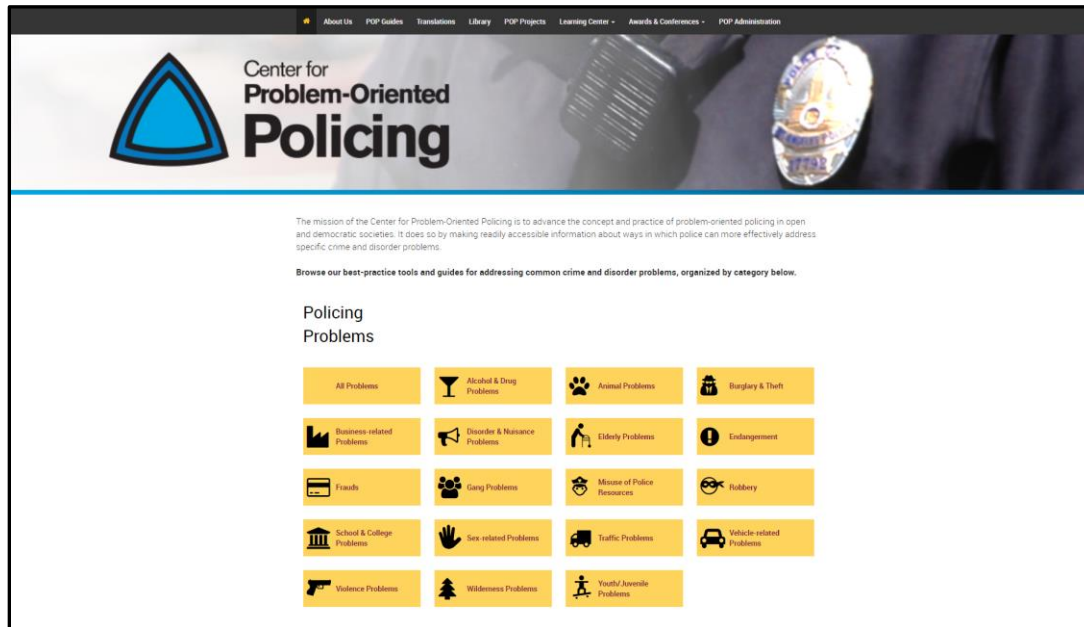 About Us POP Guides Translations Library POP Projects Learning Center Awards & Conferences POP Administration
Center for
Problem-Oriented
Policing
The mission of the Center for Problem-Oriented Policing is to advance the concept and practice of problem-oriented policing in open
and democratic societies. It does so by making readily accessible information about ways in which police can more effectively address
specific crime and disorder problems.
Browse our best-practice tools and guides for addressing common crime and disorder problems, organized by category below.
Policing
Problems
All Problems
Alcohol & Drug
Problems
Animal Problems
Burglary & Theft
Business-related
Problems
Disorder & Nuisance
Problems
Elderly Problems
Endangerment
Frauds
Gang Problems
Misuse of Police
Resources
Robbery
School & College
Problems
Sex-related Problems
Traffic Problems
Vehicle-related
Problems
Violence Problems
Wilderness Problems
Youth/Juvenile
Problems